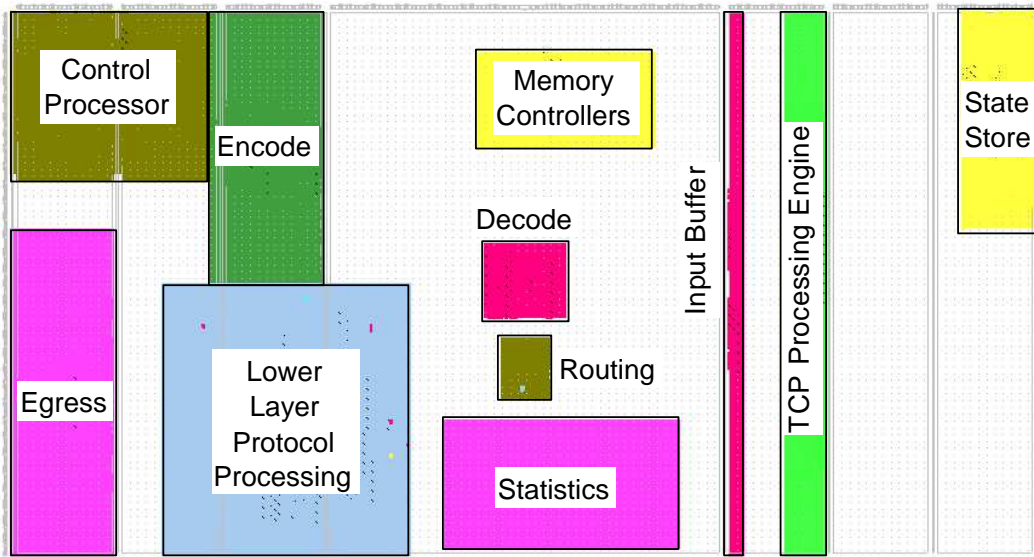 Control
Processor
Encode
Memory
Controllers
State
Store
Input Buffer
TCP Processing Engine
Decode
Egress
Lower
Layer
Protocol
Processing
Routing
Statistics